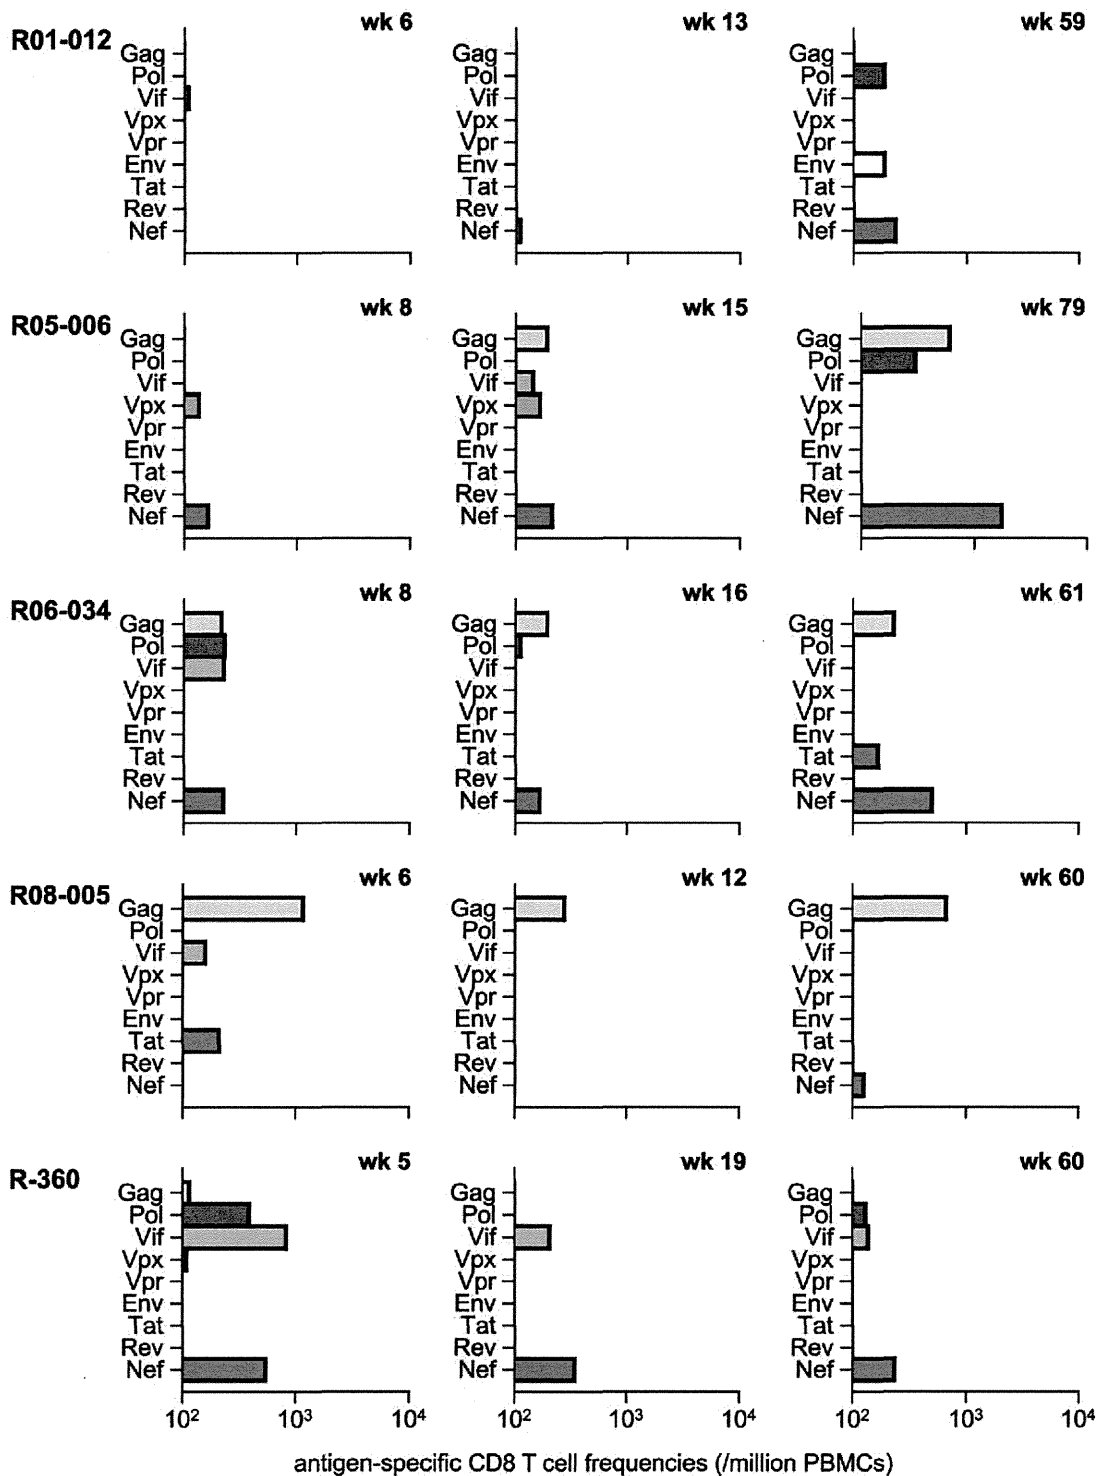 R01-012
wk 6
wk 13
wk 59
Gag
Pol
Vif
Vpx
Vpr
Env
Tat
Rev
Nef
Gag
Pol
Vif
Vpx
Vpr
Env
Tat
Rev
Nef
Gag
Pol
Vif
Vpx
Vpr
Env
Tat
Rev
Nef
R05-006
wk 8
wk 15
wk 79
Gag
Pol
Vif
Vpx
Vpr
Env
Tat
Rev
Nef
Gag
Pol
Vif
Vpx
Vpr
Env
Tat
Rev
Nef
Gag
Pol
Vif
Vpx
Vpr
Env
Tat
Rev
Nef
R06-034
wk 8
wk 16
wk 61
Gag
Pol
Vif
Vpx
Vpr
Env
Tat
Rev
Nef
Gag
Pol
Vif
Vpx
Vpr
Env
Tat
Rev
Nef
Gag
Pol
Vif
Vpx
Vpr
Env
Tat
Rev
Nef
R08-005
wk 6
wk 12
wk 60
Gag
Pol
Vif
Vpx
Vpr
Env
Tat
Rev
Nef
Gag
Pol
Vif
Vpx
Vpr
Env
Tat
Rev
Nef
Gag
Pol
Vif
Vpx
Vpr
Env
Tat
Rev
Nef
R-360
wk 5
wk 19
wk 60
Gag
Pol
Vif
Vpx
Vpr
Env
Tat
Rev
Nef
Gag
Pol
Vif
Vpx
Vpr
Env
Tat
Rev
Nef
Gag
Pol
Vif
Vpx
Vpr
Env
Tat
Rev
Nef
10² 10³ 10⁴ 10² 10³ 10⁴ 10² 10³ 10⁴
antigen-specific CD8 T cell frequencies (/million PBMCs)